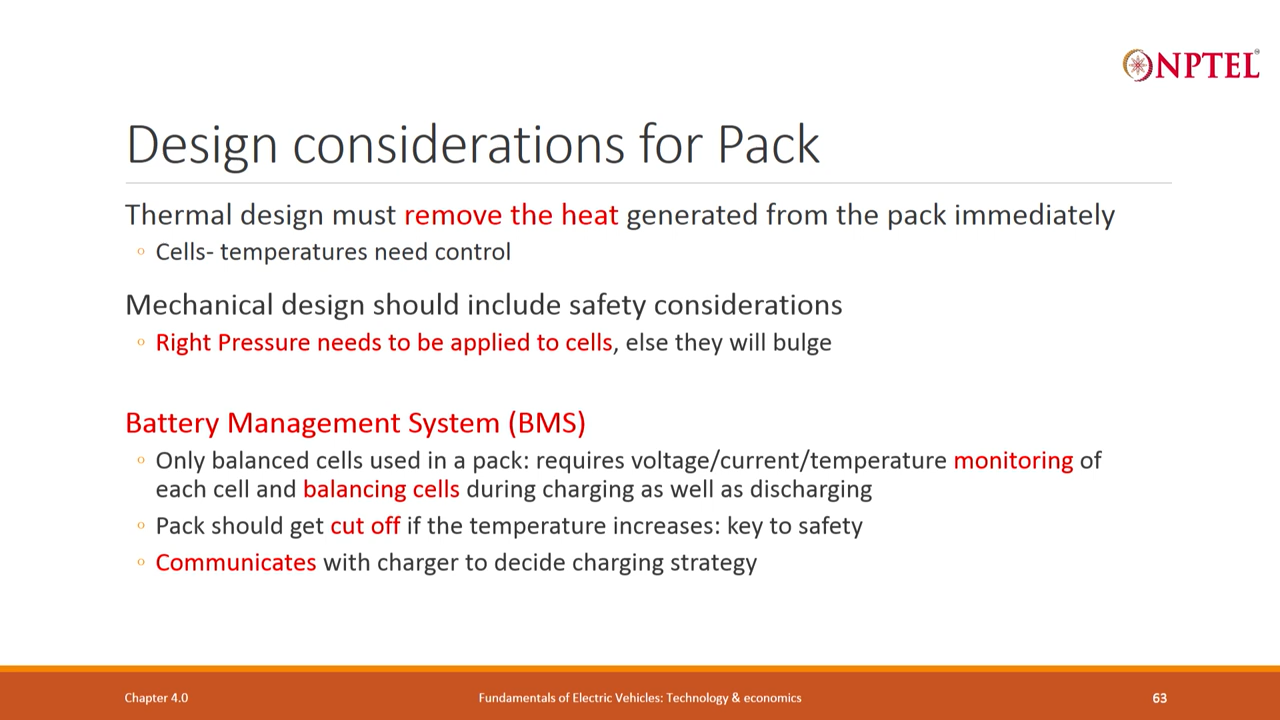 NPTEL
Design considerations for Pack
Thermal design must remove the heat generated from the pack immediately
◦ Cells- temperatures need control
Mechanical design should include safety considerations
◦ Right Pressure needs to be applied to cells, else they will bulge
Battery Management System (BMS)
◦ Only balanced cells used in a pack: requires voltage/current/temperature monitoring of
each cell and balancing cells during charging as well as discharging
◦ Pack should get cut off if the temperature increases: key to safety
◦ Communicates with charger to decide charging strategy
Chapter 4.0
Fundamentals of Electric Vehicles: Technology & economics
63